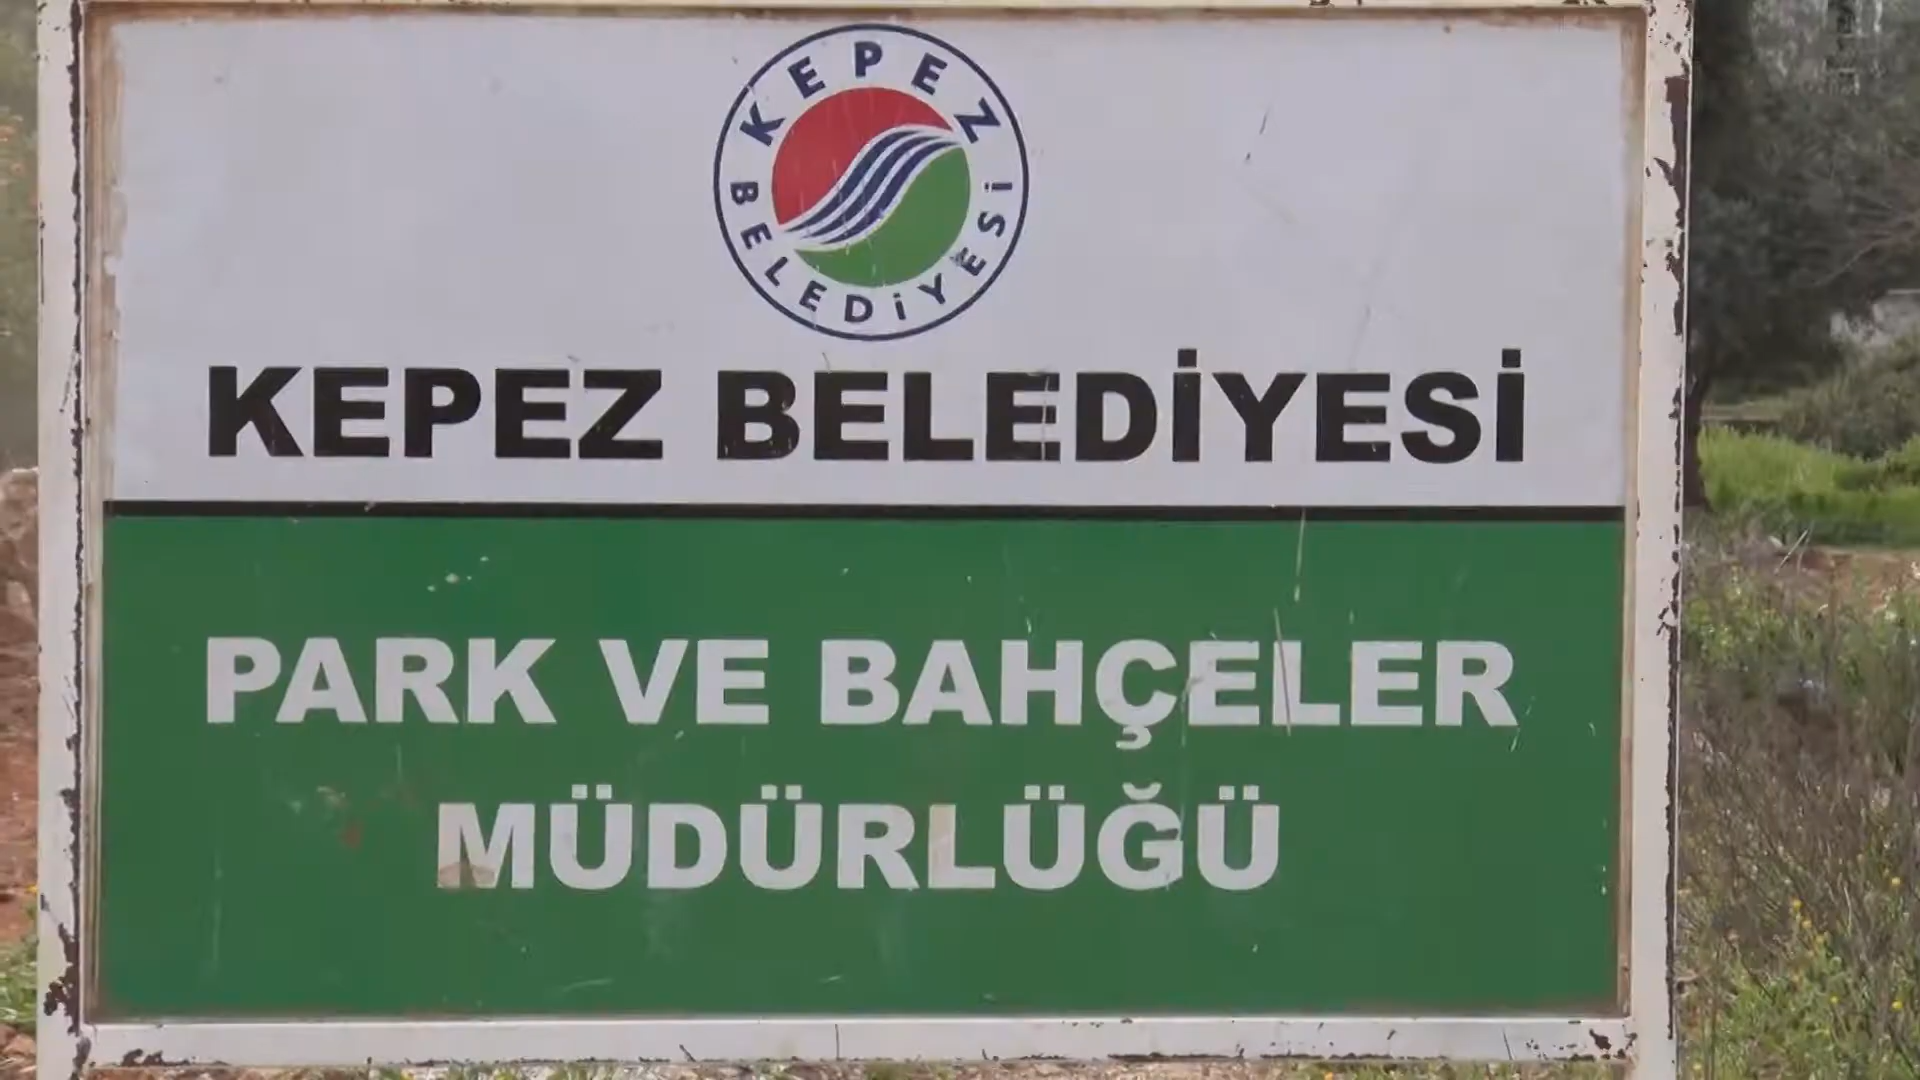 KEPEZ
BELEDİYESİ
KEPEZ BELEDİYESİ
PARK VE BAHÇELER
MÜDÜRLÜĞÜ